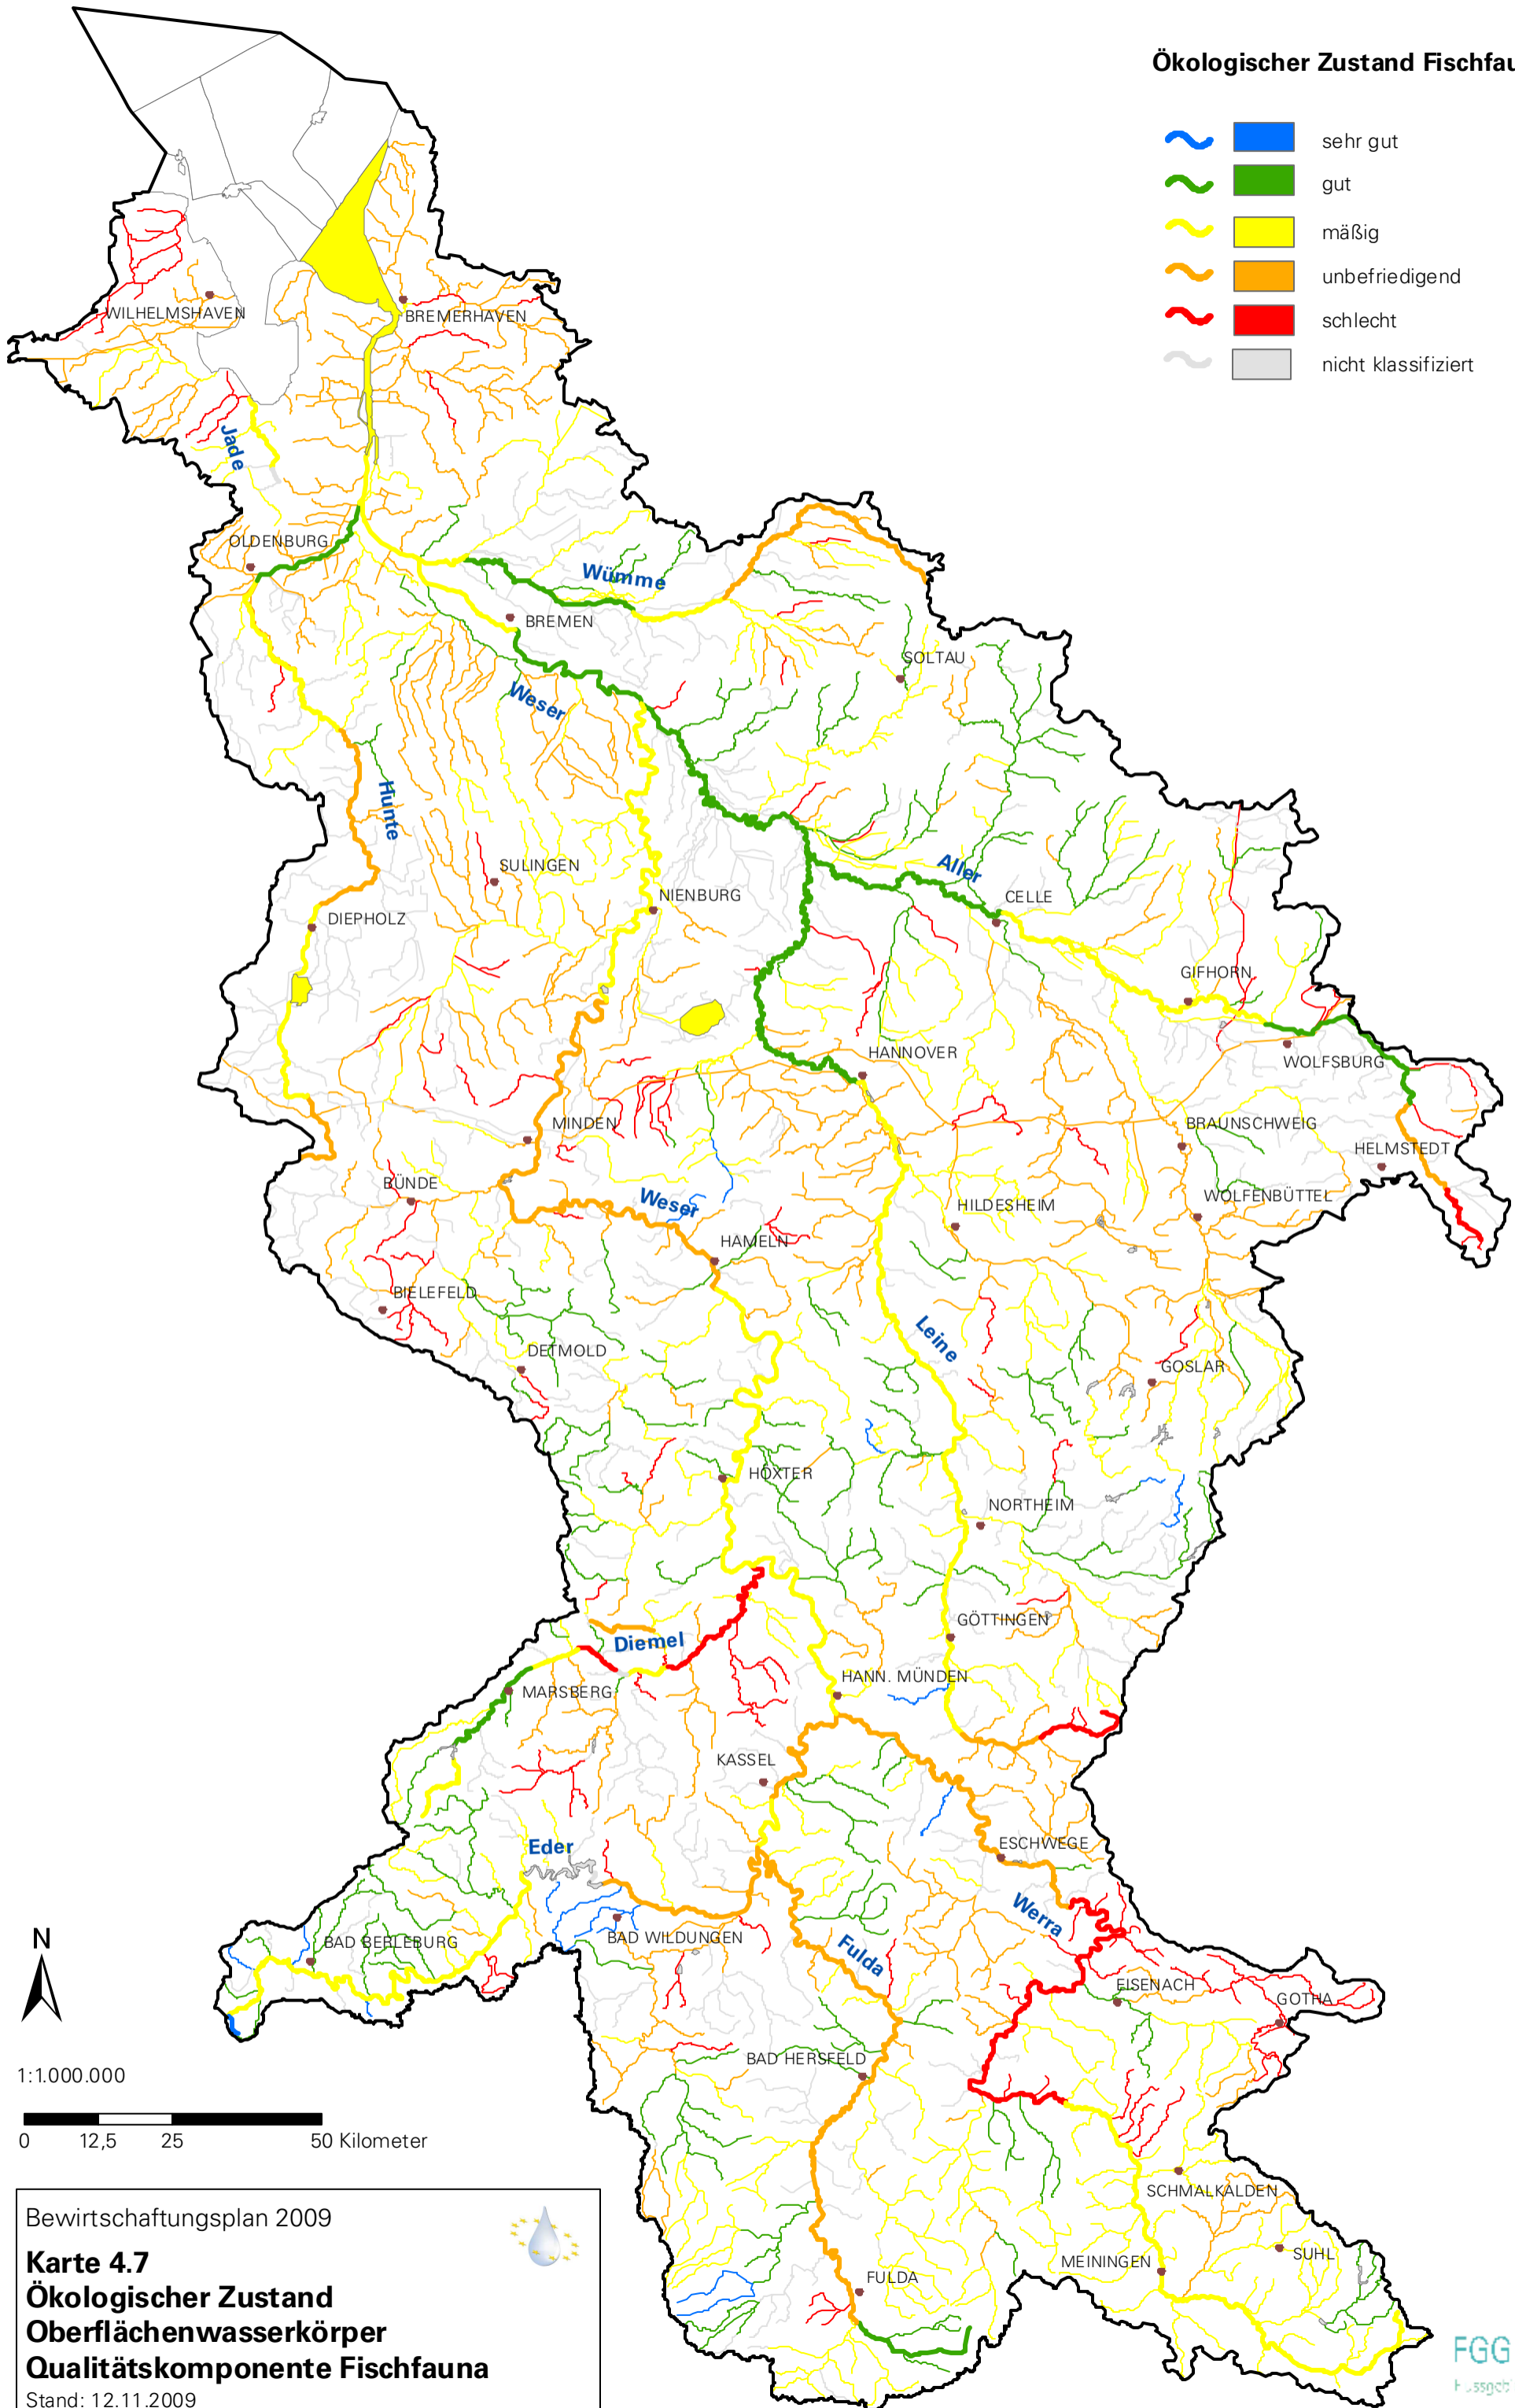 Ökologischer Zustand Fischfau
sehr gut
gut
mäßig
unbefriedigend
schlecht
nicht klassifiziert
WILHELMSHAVEN
BREMERHAVEN
Jade
OLDENBURG
Wümme
BREMEN
SOLTAU
Weser
Hunte
SULINGEN
Aller
NIENBURG
CELLE
DIEPHOLZ
GIFHORN
HANNOVER
WOLFSBURG
MINDEN
BRAUNSCHWEIG
HELMSTEDT
BÜNDE
WOLFENBÜTTEL
Weser
HILDESHEIM
HAMELN
BIELEFELD
Leine
DETMOLD
GOSLAR
HÖXTER
NORTHEIM
GÖTTINGEN
Diemel
HANN. MÜNDEN
MARSBERG
KASSEL
Eder
ESCHWEGE
Werra
BAD WILDUNGEN
BAD BERLEBURG
Fulda
EISENACH
GOTHA
N
BAD HERSFELD
1:1.000.000
0 12,5 25 50 Kilometer
SCHMALKALDEN
SUHL
MEININGEN
FULDA
Bewirtschaftungsplan 2009
Karte 4.7
Ökologischer Zustand
Oberflächenwasserkörper
Qualitätskomponente Fischfauna
Stand: 12.11.2009
FGG